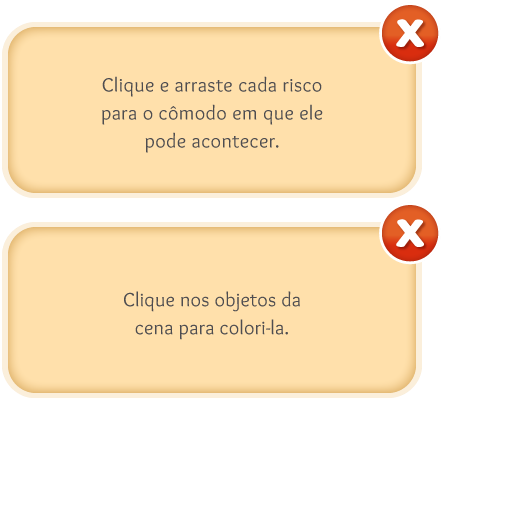 Clique e arraste cada risco
para o cômodo em que ele
pode acontecer.
Clique nos objetos da
cena para colori-la.